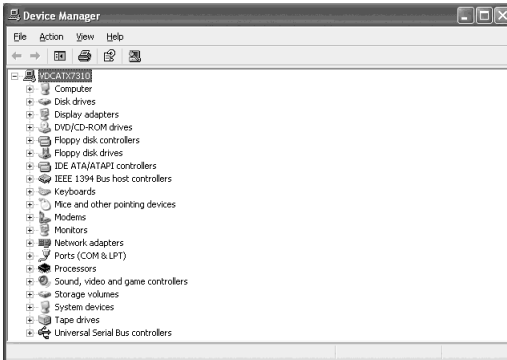 Device Manager
File Action View Help
VDCATX7310
Computer
Disk drives
Display adapters
DVD/CD-ROM drives
Floppy disk controllers
Floppy disk drives
IDE ATA/ATAPI controllers
IEEE 1394 Bus host controllers
Keyboards
Mice and other pointing devices
Modems
Monitors
Network adapters
Ports (COM & LPT)
Processors
Sound, video and game controllers
Storage volumes
System devices
Tape drives
Universal Serial Bus controllers